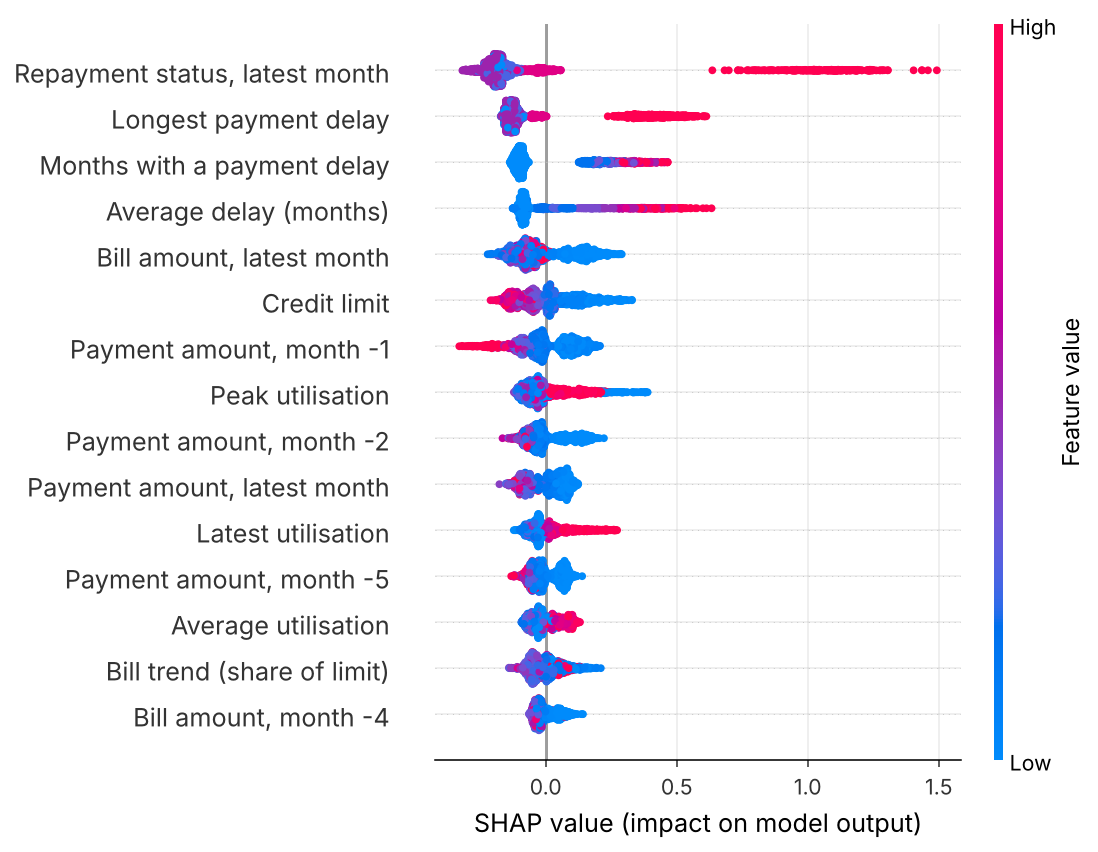 High
Repayment status, latest month
Longest payment delay
Months with a payment delay
Average delay (months)
Bill amount, latest month
Credit limit
Payment amount, month -1
Peak utilisation
Payment amount, month -2
Payment amount, latest month
Latest utilisation
Payment amount, month -5
Average utilisation
Bill trend (share of limit)
Bill amount, month -4
Feature value
Low
0.0 0.5 1.0 1.5
SHAP value (impact on model output)